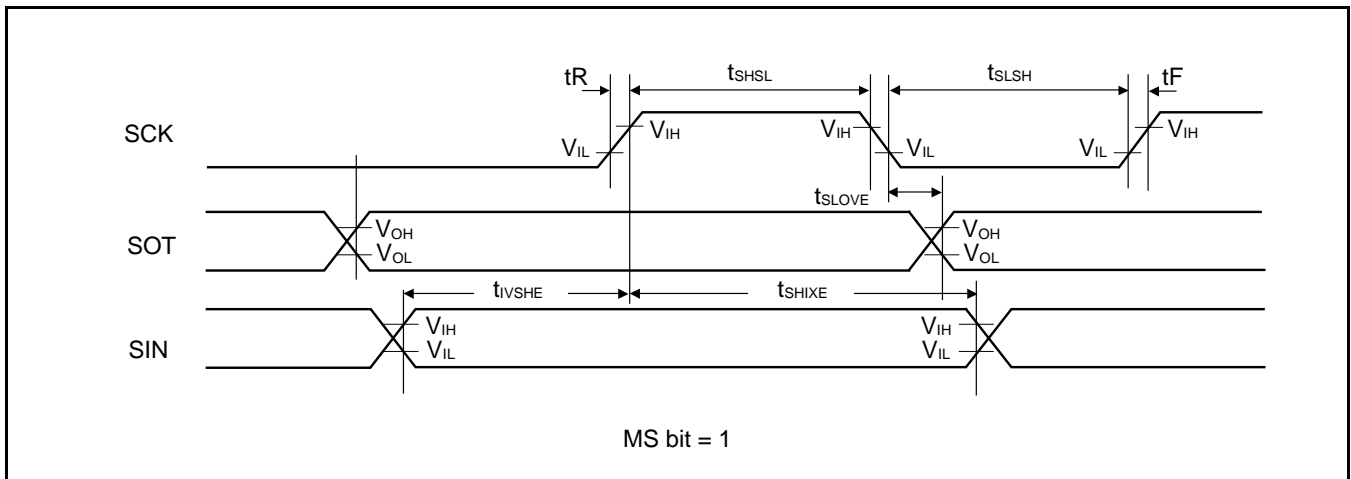 tR tSHSL tSLSH tF
SCK VIH VIH VIH
VIL VIL VIL
tSLOVE
SOT VOH VOH
VOL VOL
tIVSHE tSHIXE
SIN VIH VIH
VIL VIL
MS bit = 1